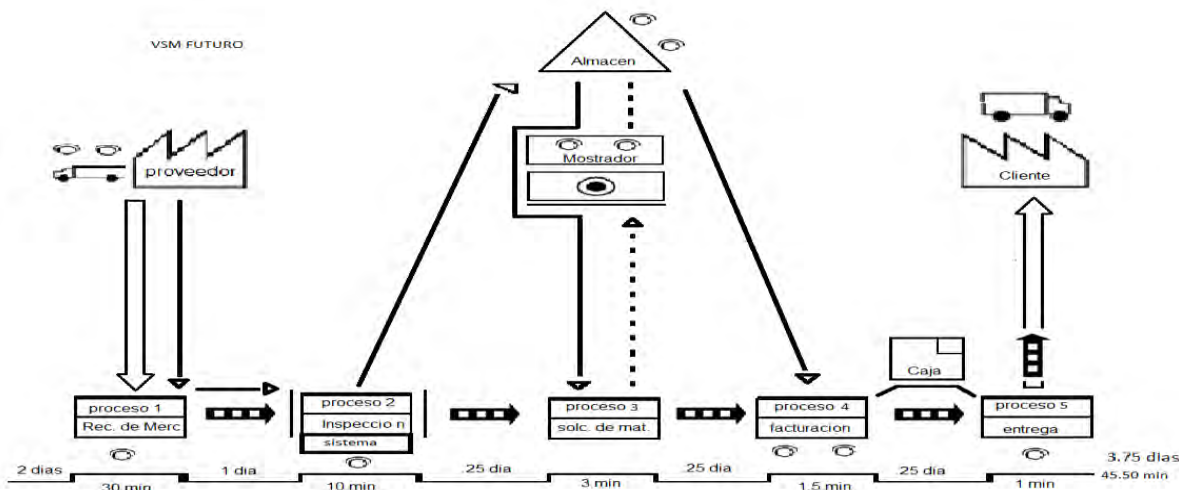 VSM FUTURO
Almacen
proveedor
Mostrador
Cliente
Caja
proceso 1
Rec. de Merc
proceso 2
Inspeccion
sistema
proceso 3
solc. de mat.
proceso 4
facturacion
proceso 5
entrega
2 dias
30 min
1 dia
10 min
.25 dia
3 min
.25 dia
1.5 min
.25 dia
1 min
3.75 dias
45.50 min